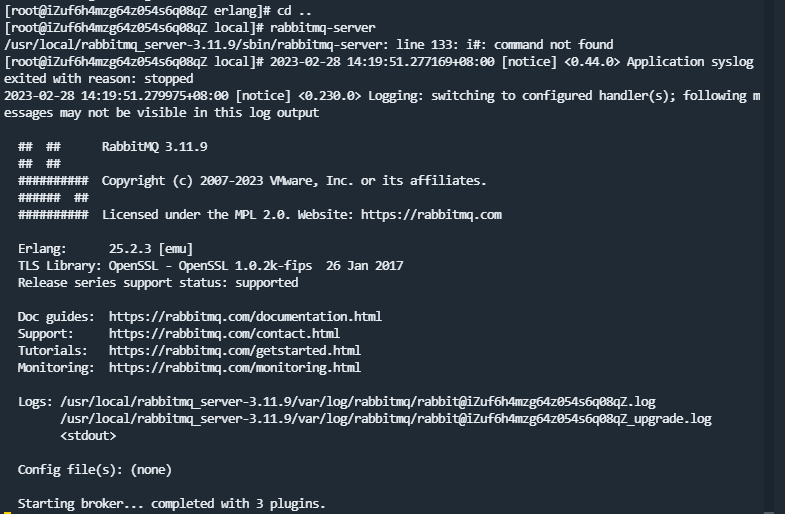 [root@iZuf6h4mzg64z054s6q08qZ erlang]# cd ..
[root@iZuf6h4mzg64z054s6q08qZ local]# rabbitmq-server
/usr/local/rabbitmq_server-3.11.9/sbin/rabbitmq-server: line 133: i#: command not found
[root@iZuf6h4mzg64z054s6q08qZ local]# 2023-02-28 14:19:51.277169+08:00 [notice] <0.44.0> Application syslog
exited with reason: stopped
2023-02-28 14:19:51.279975+08:00 [notice] <0.230.0> Logging: switching to configured handler(s); following m
essages may not be visible in this log output
  ##  ##      RabbitMQ 3.11.9
  ##  ##
  ##########  Copyright (c) 2007-2023 VMware, Inc. or its affiliates.
  ######  ##
  ##########  Licensed under the MPL 2.0. Website: https://rabbitmq.com
  Erlang:      25.2.3 [emu]
  TLS Library: OpenSSL - OpenSSL 1.0.2k-fips  26 Jan 2017
  Release series support status: supported
  Doc guides:  https://rabbitmq.com/documentation.html
  Support:     https://rabbitmq.com/contact.html
  Tutorials:   https://rabbitmq.com/getstarted.html
  Monitoring:  https://rabbitmq.com/monitoring.html
  Logs: /usr/local/rabbitmq_server-3.11.9/var/log/rabbitmq/rabbit@iZuf6h4mzg64z054s6q08qZ.log
        /usr/local/rabbitmq_server-3.11.9/var/log/rabbitmq/rabbit@iZuf6h4mzg64z054s6q08qZ_upgrade.log
        <stdout>
  Config file(s): (none)
  Starting broker... completed with 3 plugins.